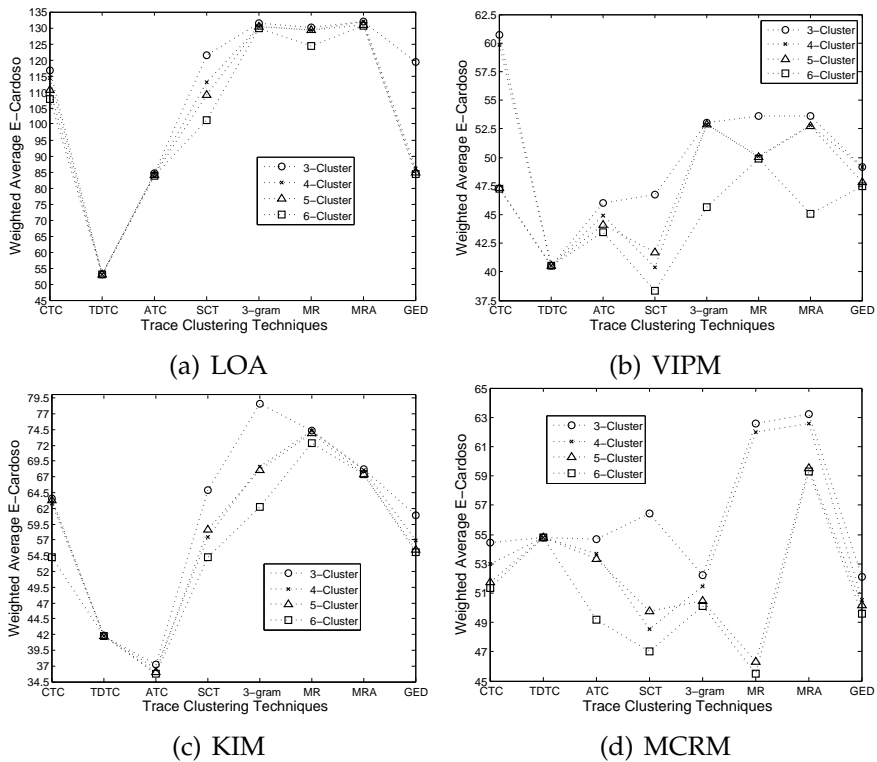 Weighted Average E−Cardoso
135
130
125
120
115
110
105
100
95
90
85
80
75
70
65
60
55
50
45
3−Cluster
4−Cluster
5−Cluster
6−Cluster
CTC TDTC ATC SCT 3−gram MR MRA GED
Trace Clustering Techniques
(a) LOA
Weighted Average E−Cardoso
62.5
60
57.5
55
52.5
50
47.5
45
42.5
40
37.5
3−Cluster
4−Cluster
5−Cluster
6−Cluster
CTC TDTC ATC SCT 3−gram MR MRA GED
Trace Clustering Techniques
(b) VIPM
Weighted Average E−Cardoso
79.5
77
74.5
72
69.5
67
64.5
62
59.5
57
54.5
52
49.5
47
44.5
42
39.5
37
34.5
3−Cluster
4−Cluster
5−Cluster
6−Cluster
CTC TDTC ATC SCT 3−gram MR MRA GED
Trace Clustering Techniques
(c) KIM
Weighted Average E−Cardoso
65
63
61
59
57
55
53
51
49
47
45
3−Cluster
4−Cluster
5−Cluster
6−Cluster
CTC TDTC ATC SCT 3−gram MR MRA GED
Trace Clustering Techniques
(d) MCRM